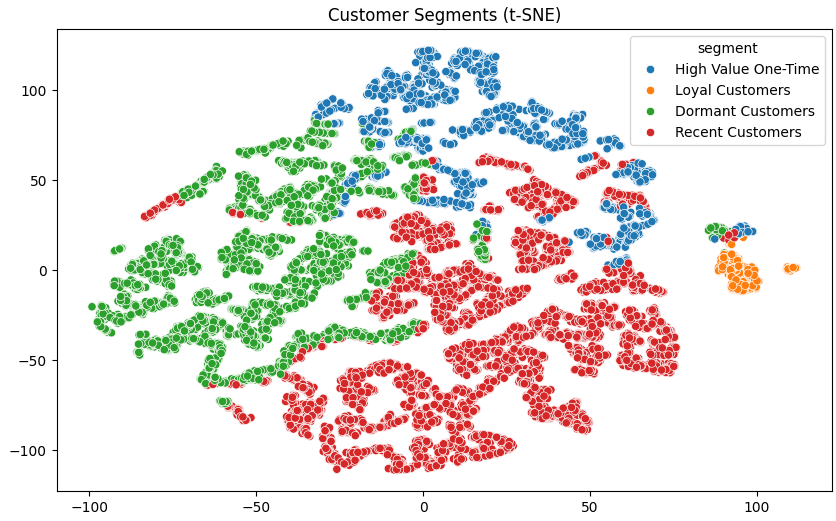 Customer Segments (t-SNE)
segment
High Value One-Time
Loyal Customers
Dormant Customers
Recent Customers
100
50
0
−50
−100
−100
−50
0
50
100